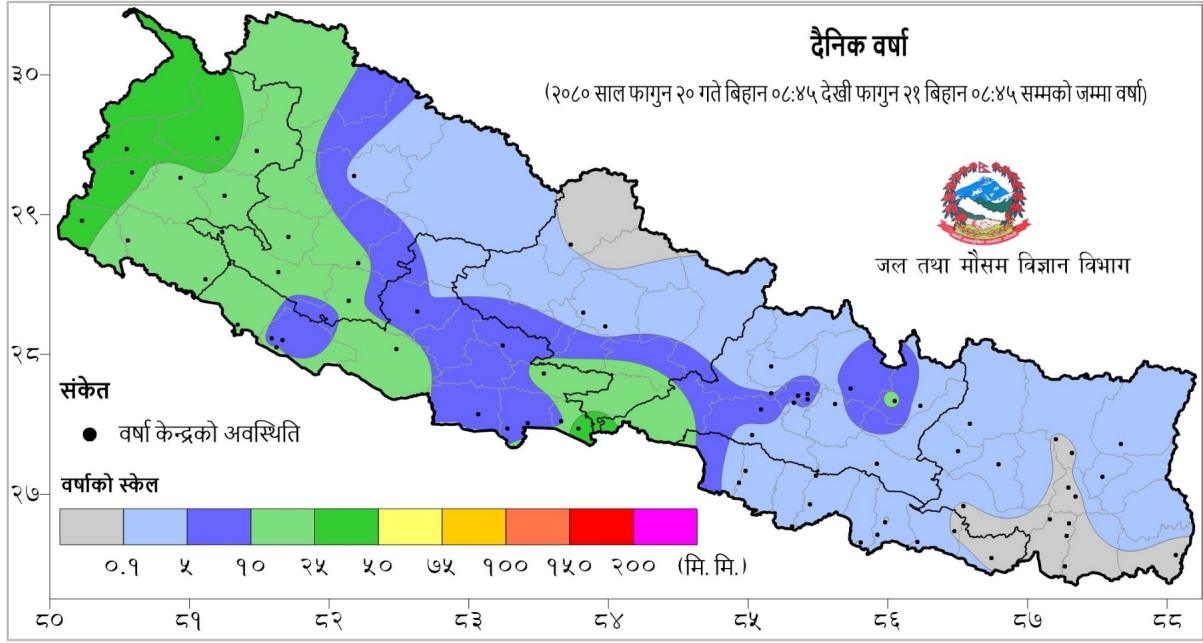 दैनिक वर्षा
(२०८० साल फागुन २० गते बिहान ०८:४५ देखी फागुन २१ बिहान ०८:४५ सम्मको जम्मा वर्षा)
जल तथा मौसम विज्ञान विभाग
३०
२९
२८
२७
संकेत
वर्षा केन्द्रको अवस्थिति
वर्षाको स्केल
०.१ ५ १० २५ ५० ७५ १०० १५० २०० (मि. मि.)
८० ८१ ८२ ८३ ८४ ८५ ८६ ८७ ८८